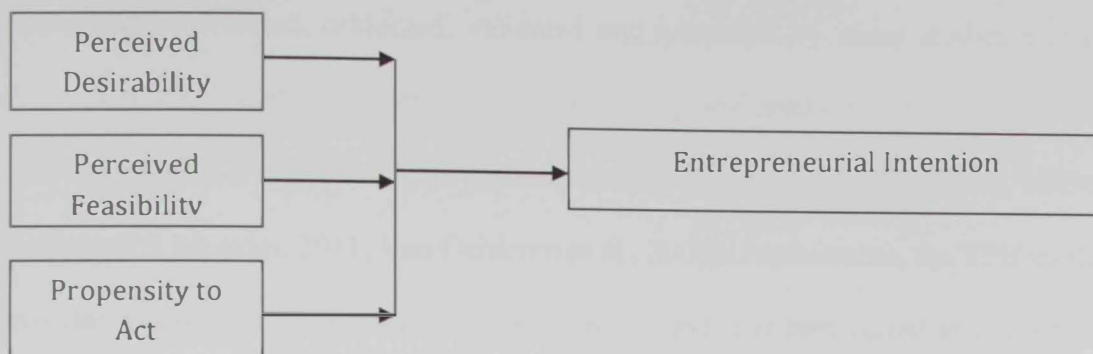 Perceived
Desirability
Perceived
Feasibility
Propensity to
Act
Entrepreneurial Intention